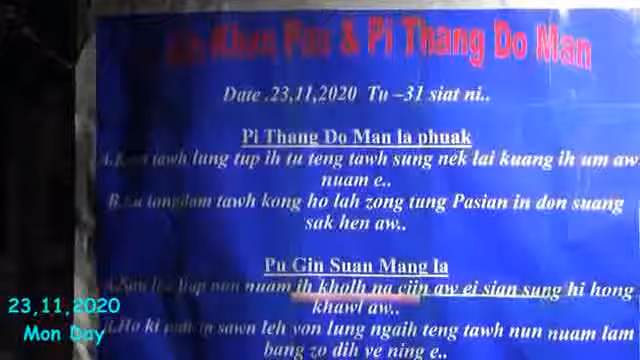 Khan Pau & Pi Thang Do Man
Date .23,11,2020 Tu –31 siat ni..
Pi Thang Do Man la phuak
tawh lung tup ih tu teng tawh sung nek lai kuang ih um aw
nuam e..
tawh kong ho lah zong tung Pasian in don suang
sak hen aw..
Pu Gin Suan Mang la
nuam ih kholh na ciin aw ei sian sung hi hong
khawl aw..
sawn leh von lung ngaih teng tawh nun nuam lam
bang zo dih ve ning e..
23,11,2020
Mon Day